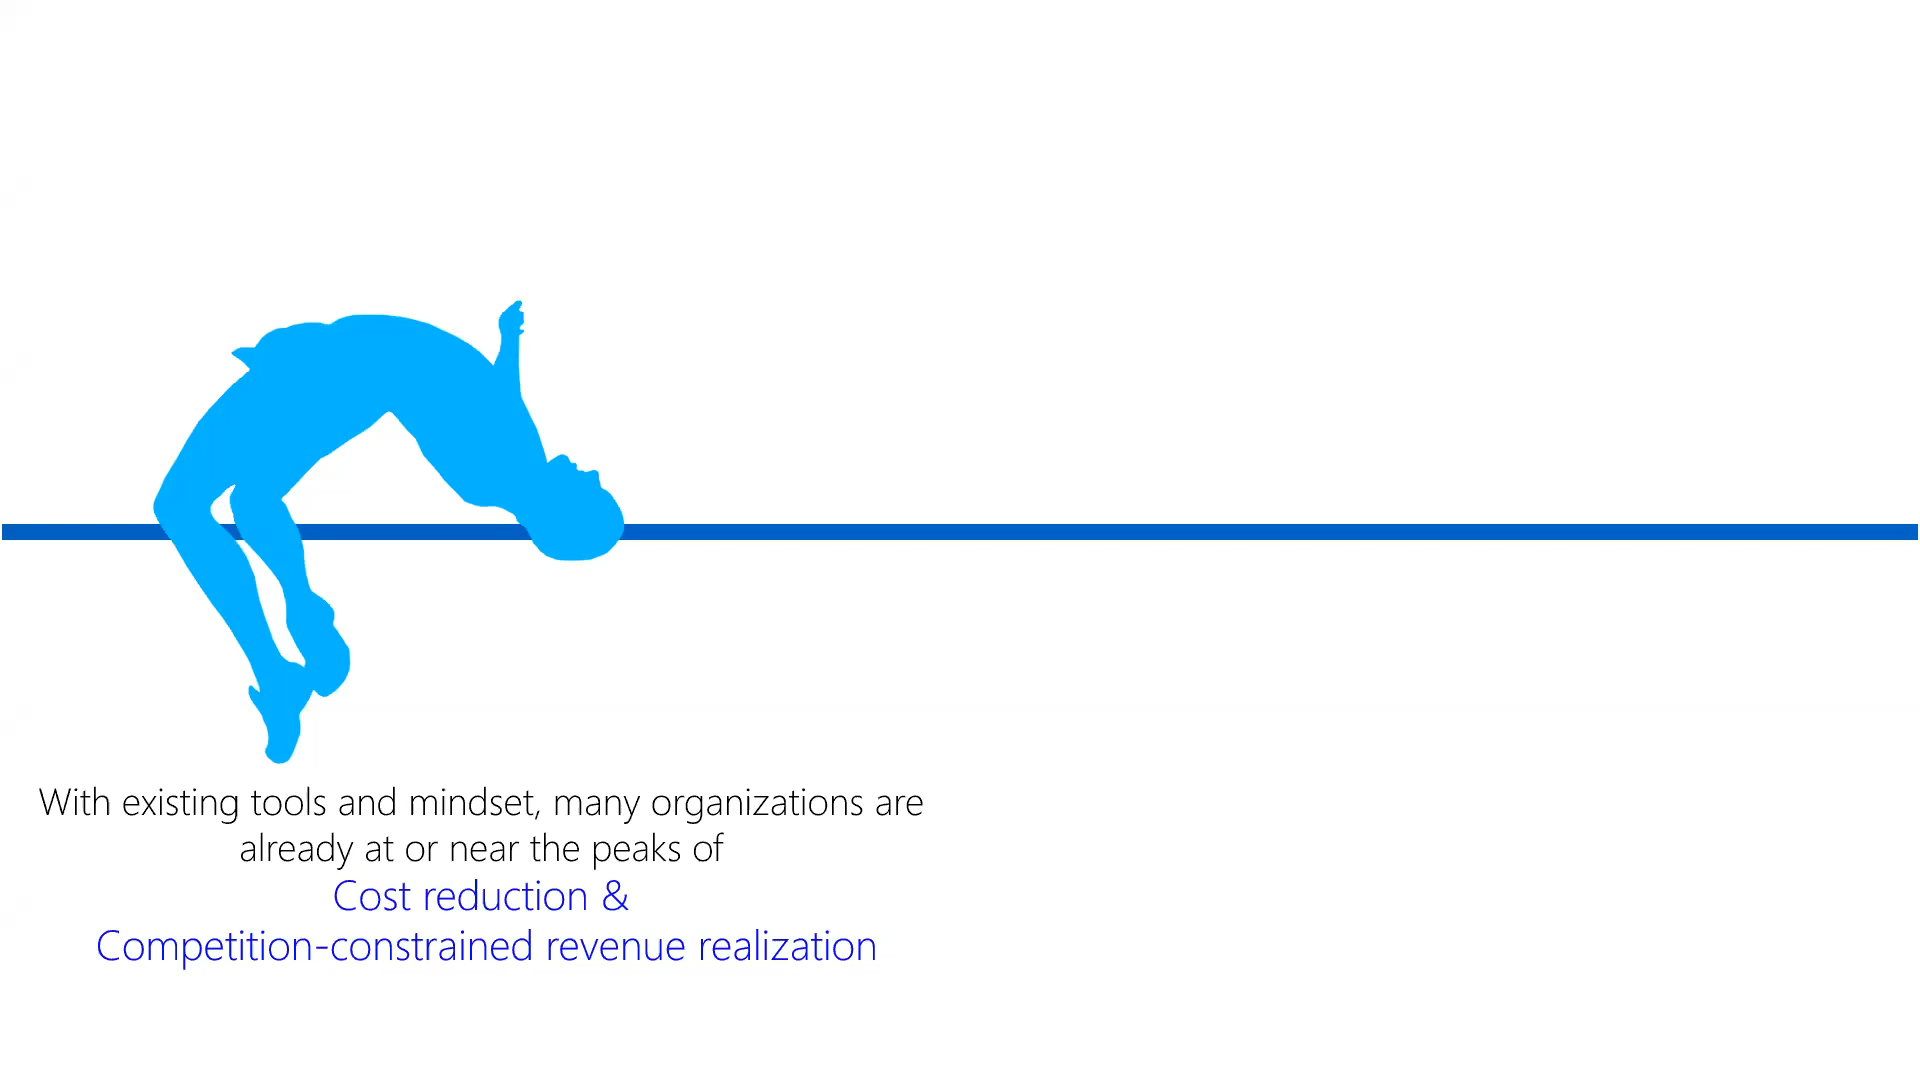 With existing tools and mindset, many organizations are
already at or near the peaks of
Cost reduction &
Competition-constrained revenue realization